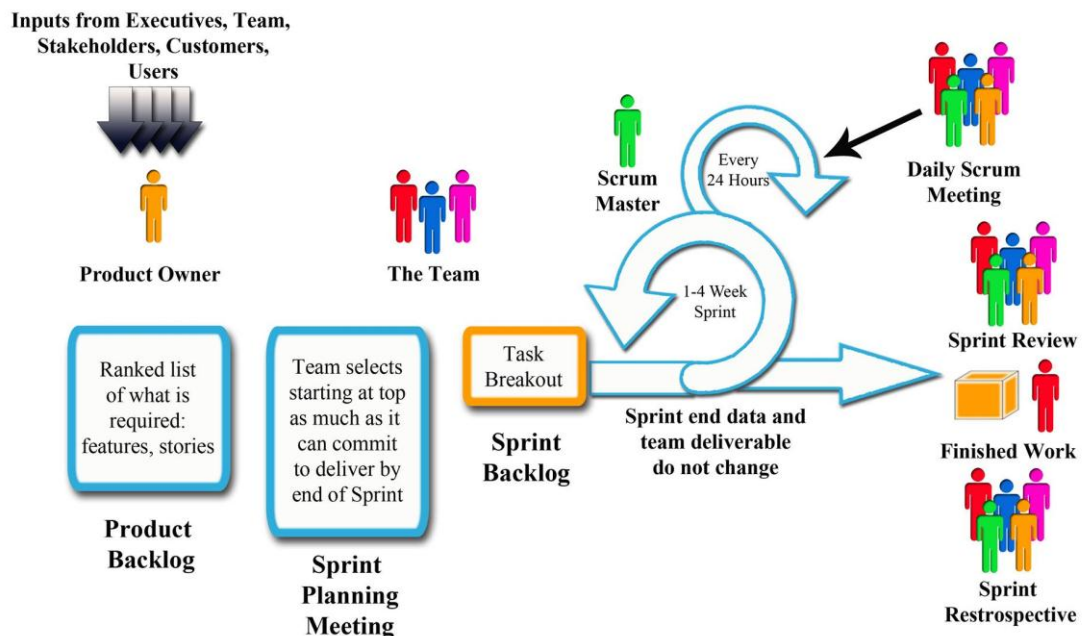 Inputs from Executives, Team,
Stakeholders, Customers,
Users
Product Owner
The Team
Scrum
Master
Every
24 Hours
Daily Scrum
Meeting
1-4 Week
Sprint
Ranked list
of what is
required:
features, stories
Product
Backlog
Team selects
starting at top
as much as it
can commit
to deliver by
end of Sprint
Sprint
Planning
Meeting
Task
Breakout
Sprint
Backlog
Sprint end data and
team deliverable
do not change
Sprint Review
Finished Work
Sprint
Restrospective